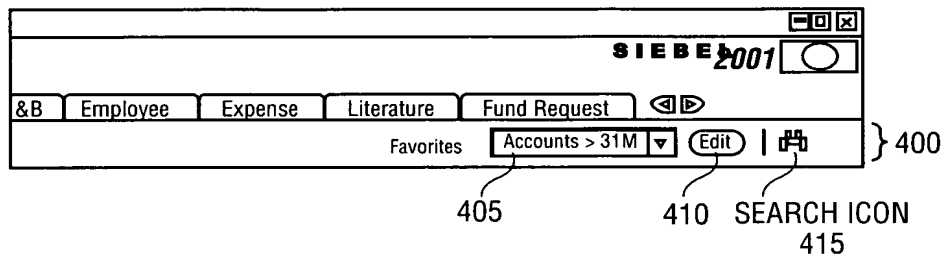 SIEBEL 2001
&B Employee Expense Literature Fund Request
Favorites Accounts > 31M Edit 400
405 410 SEARCH ICON
415